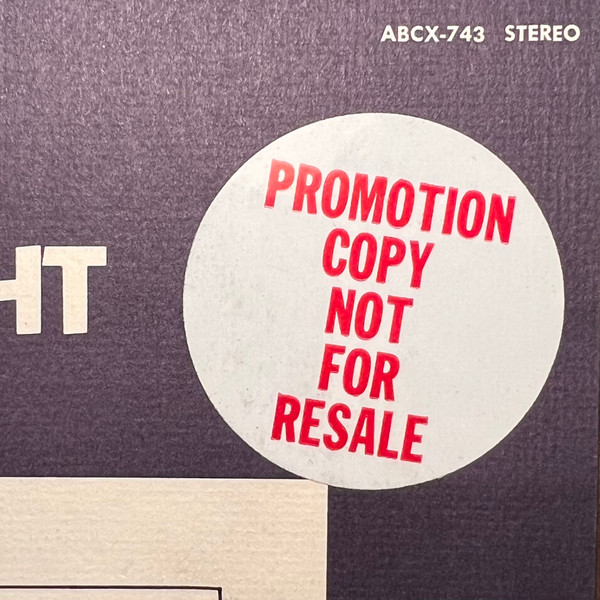 ABCX-743 STEREO
HT
PROMOTION
COPY
NOT
FOR
RESALE